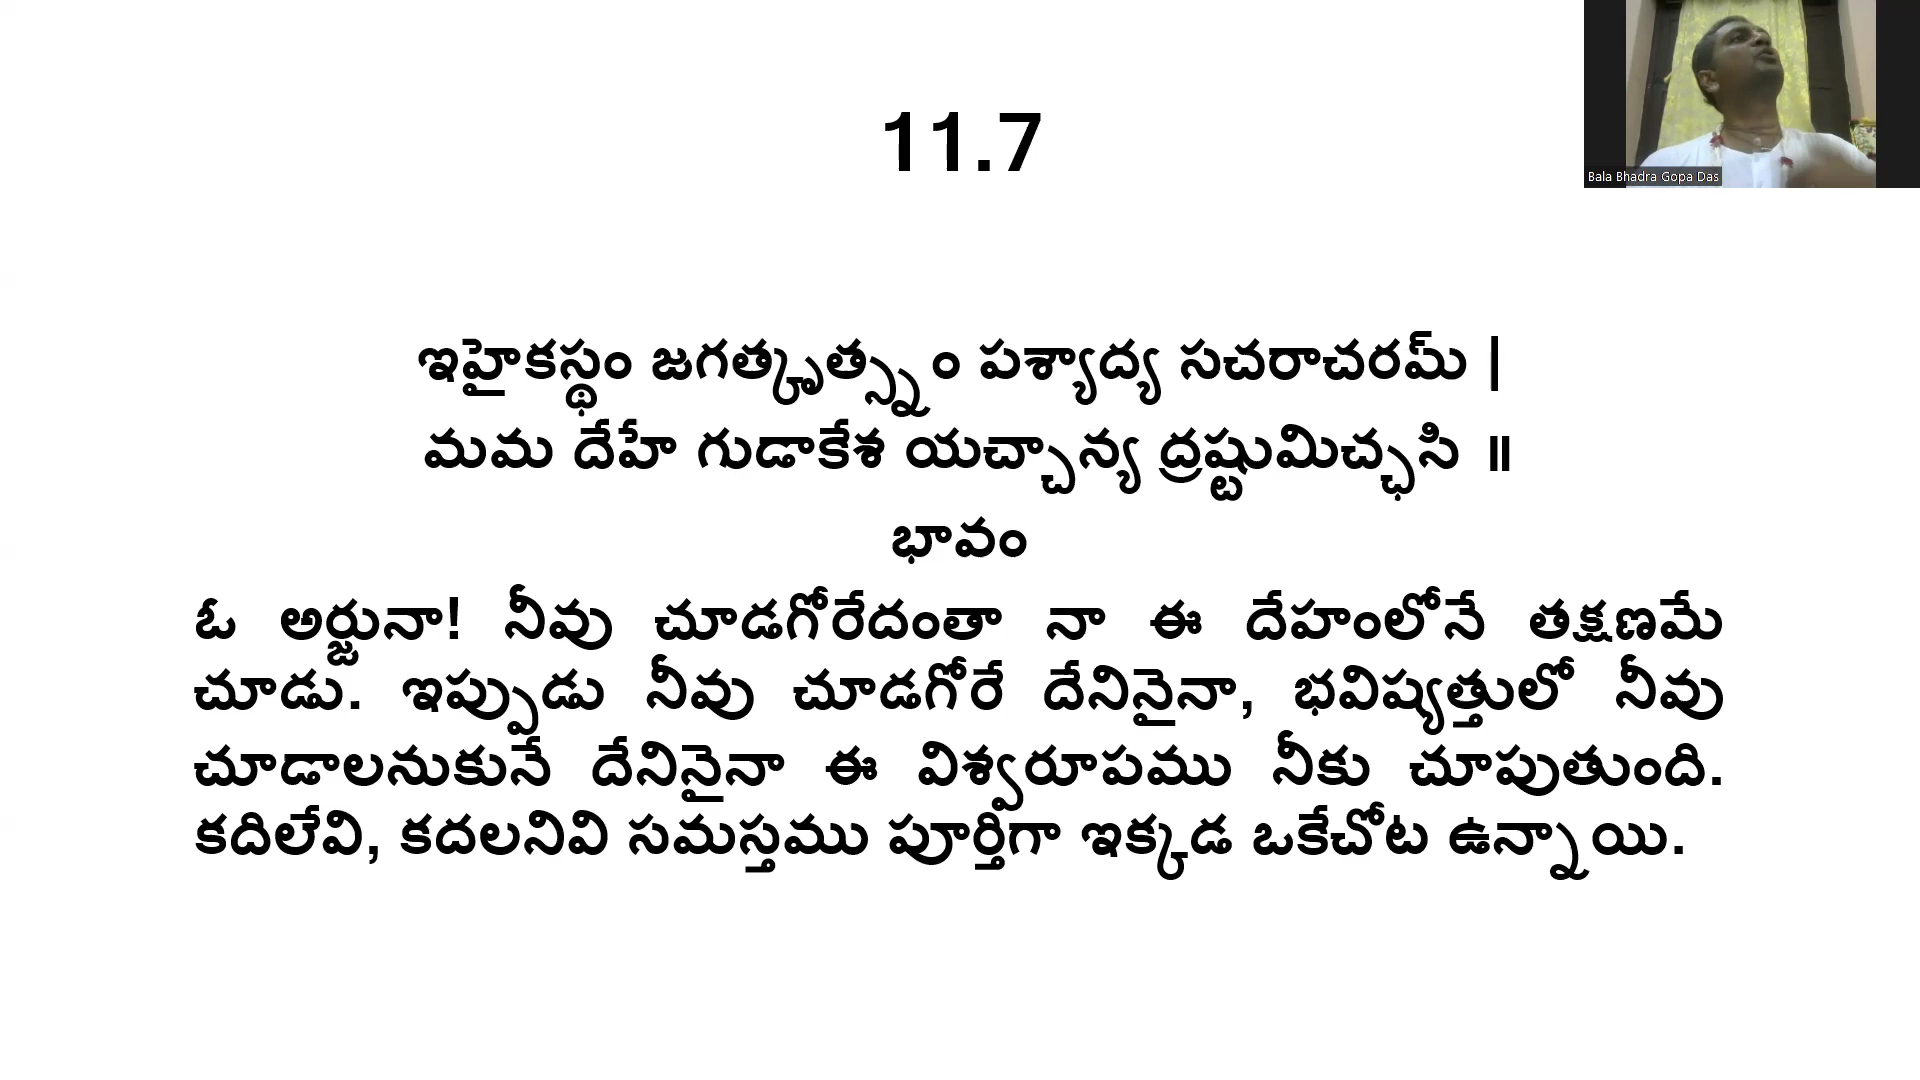 11.7
Bala Bhadra Gopa Das
ఇహైకస్థం జగత్కృత్స్నం పశ్యాద్య సచరాచరమ్ |
మమ దేహే గుడాకేశ యచ్చాన్య ద్రష్టుమిచ్ఛసి ॥
భావం
ఓ అర్జునా! నీవు చూడగోరేదంతా నా ఈ దేహంలోనే తక్షణమే
చూడు. ఇప్పుడు నీవు చూడగోరే దేనినైనా, భవిష్యత్తులో నీవు
చూడాలనుకునే దేనినైనా ఈ విశ్వరూపము నీకు చూపుతుంది.
కదిలేవి, కదలనివి సమస్తము పూర్తిగా ఇక్కడ ఒకేచోట ఉన్నాయి.